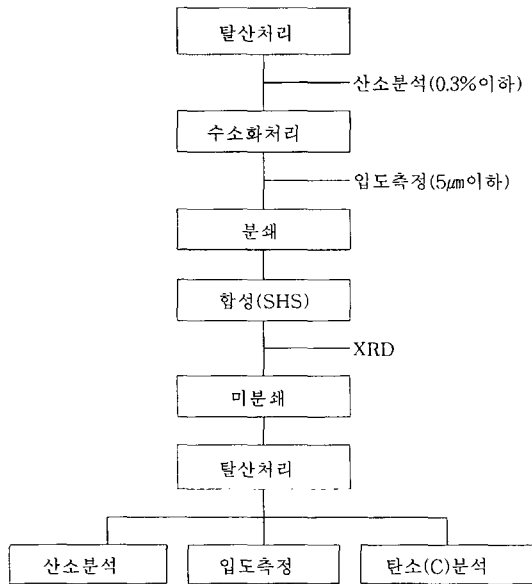 탈산처리
산소분석(0.3%이하)
수소화처리
입도측정(5㎛이하)
분쇄
합성(SHS)
XRD
미분쇄
탈산처리
산소분석
입도측정
탄소(C)분석